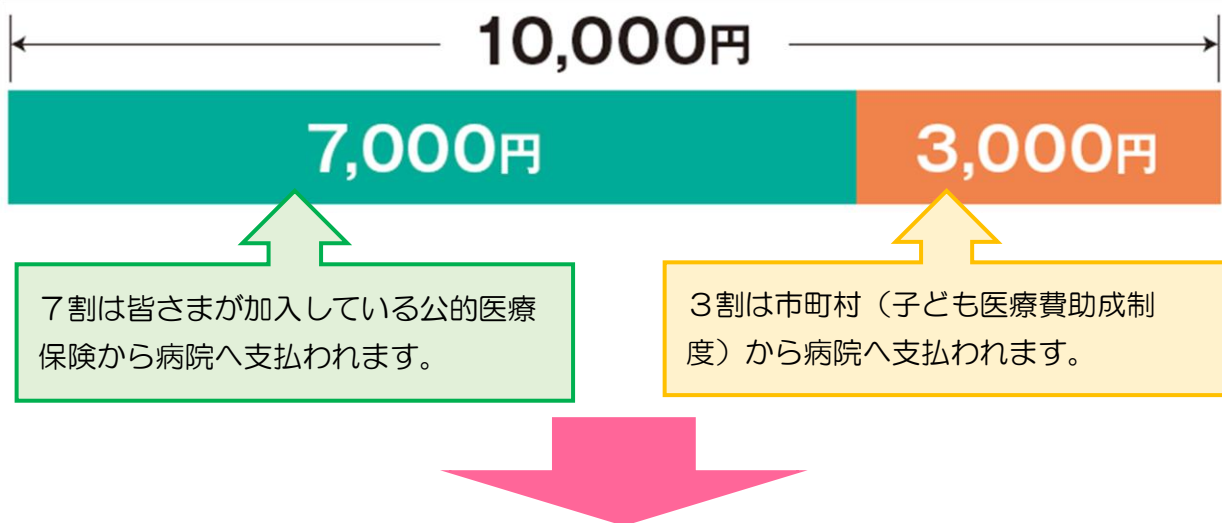 10,000円
7,000円
3,000円
７割は皆さまが加入している公的医療
保険から病院へ支払われます。
３割は市町村（子ども医療費助成制
度）から病院へ支払われます。